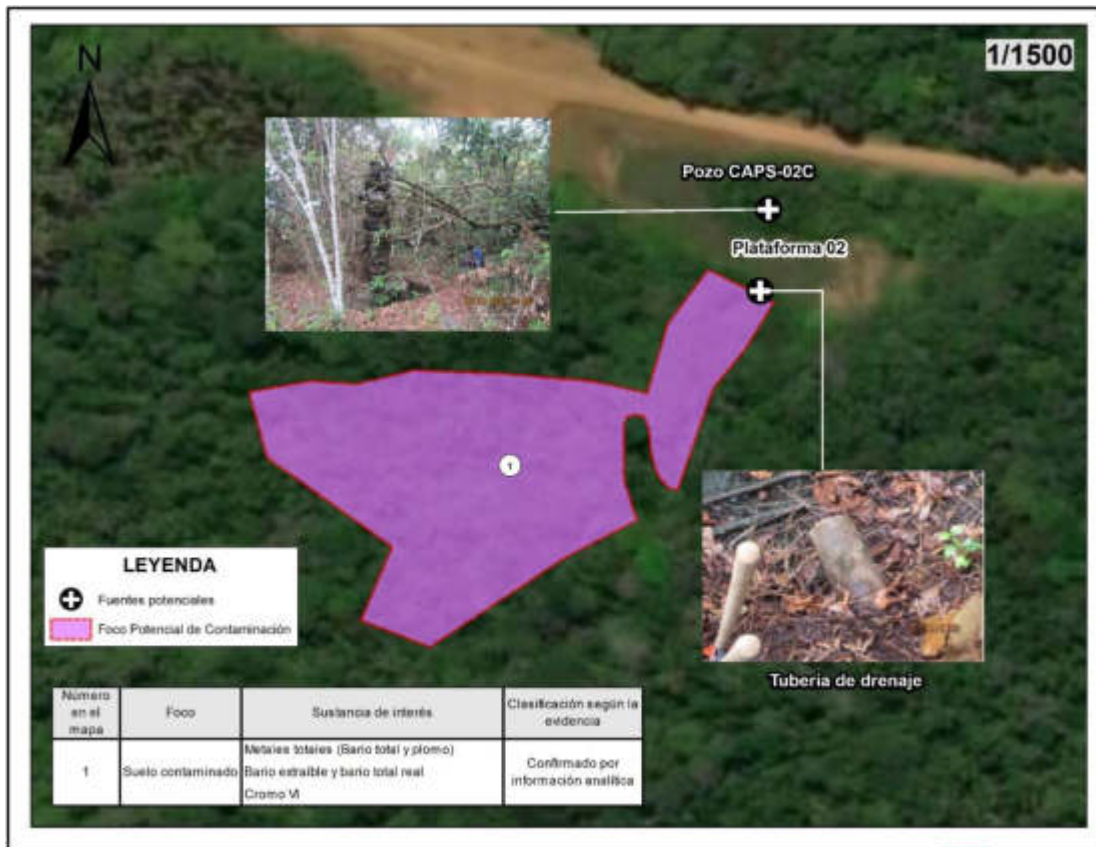 N
1/1500
Pozo CAPS-02C
Plataforma 02
LEYENDA
Fuentes potenciales
Foco Potencial de Contaminación
1
Tubería de drenaje
Número en el mapa
Foco
Sustancia de interés
Clasificación según la evidencia
1
Suelo contaminado
Metales totales (Bario total y plomo)
Bario extraíble y bario total real
Cromo VI
Confirmado por información analítica